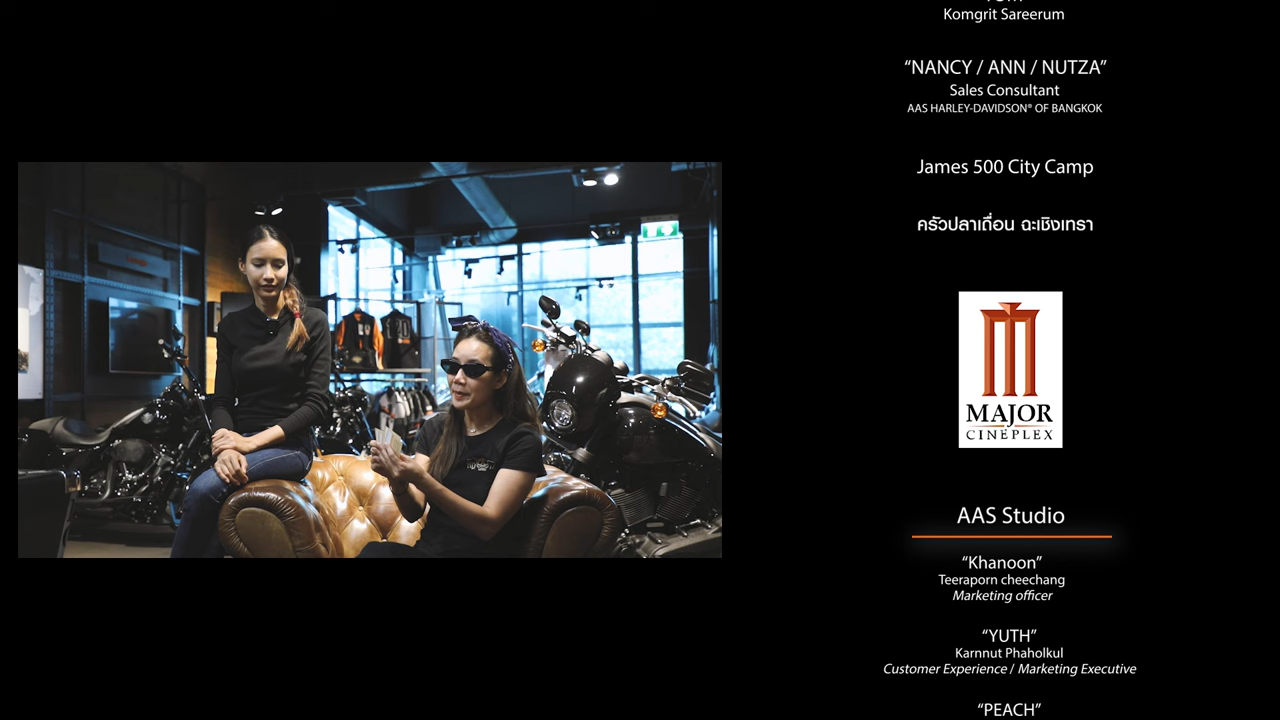 Komgrit Sareerum
“NANCY / ANN / NUTZA”
Sales Consultant
AAS HARLEY-DAVIDSON® OF BANGKOK
James 500 City Camp
ครัวปลาเถื่อน ฉะเชิงเทรา
MAJOR
CINEPLEX
AAS Studio
“Khanoon”
Teeraporn cheechang
Marketing officer
“YUTH”
Karnnut Phaholkul
Customer Experience / Marketing Executive
“PEACH”